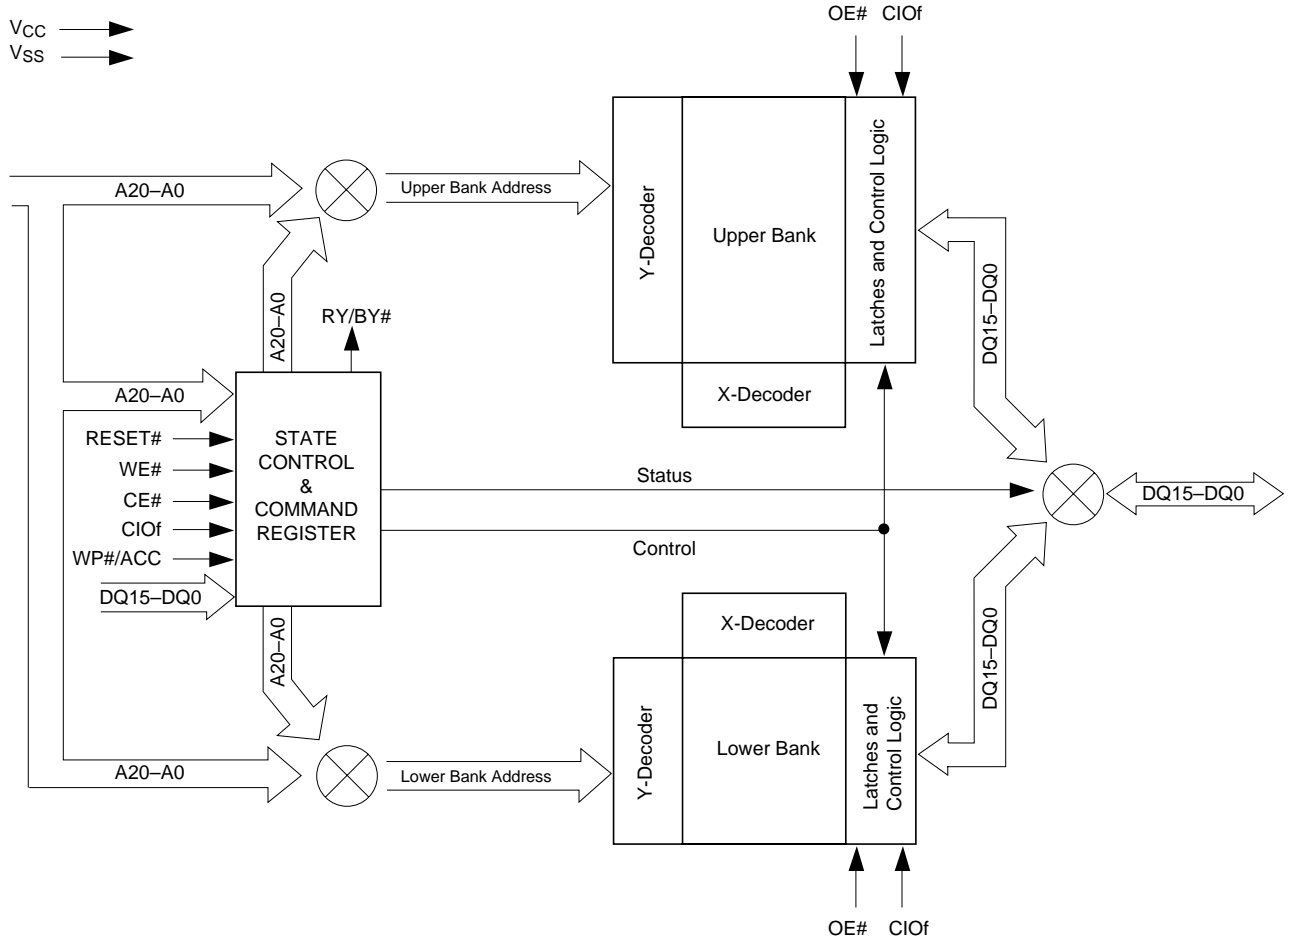 OE# CIOf
VCC
VSS
A20–A0
Upper Bank Address
Y-Decoder
Upper Bank
Latches and Control Logic
DQ15–DQ0
A20–A0
RY/BY#
A20–A0
X-Decoder
RESET#
WE#
CE#
CIOf
WP#/ACC
DQ15–DQ0
STATE
CONTROL
&
COMMAND
REGISTER
Status
Control
DQ15–DQ0
A20–A0
X-Decoder
DQ15–DQ0
A20–A0
Lower Bank Address
Y-Decoder
Lower Bank
Latches and
Control Logic
OE# CIOf